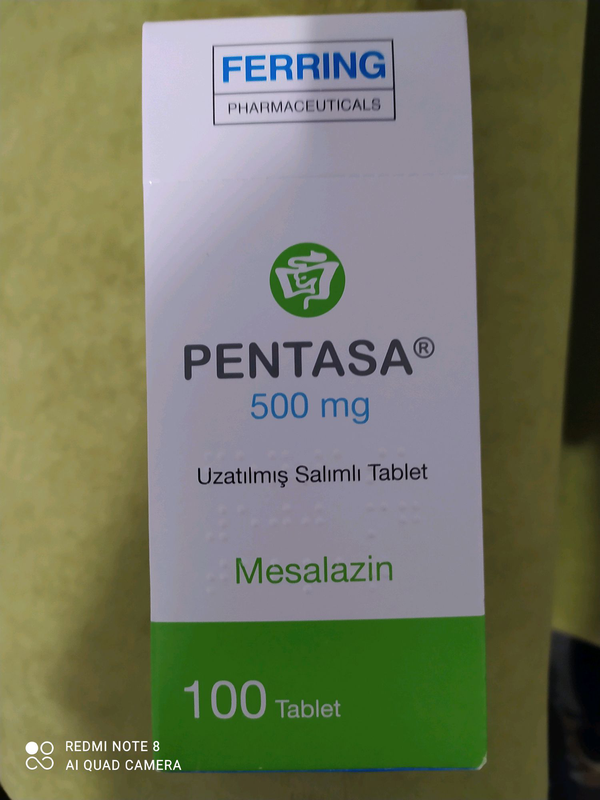 FERRING
PHARMACEUTICALS
PENTASA®
500 mg
Uzatılmış Salımlı Tablet
Mesalazin
100 Tablet
REDMI NOTE 8
AI QUAD CAMERA